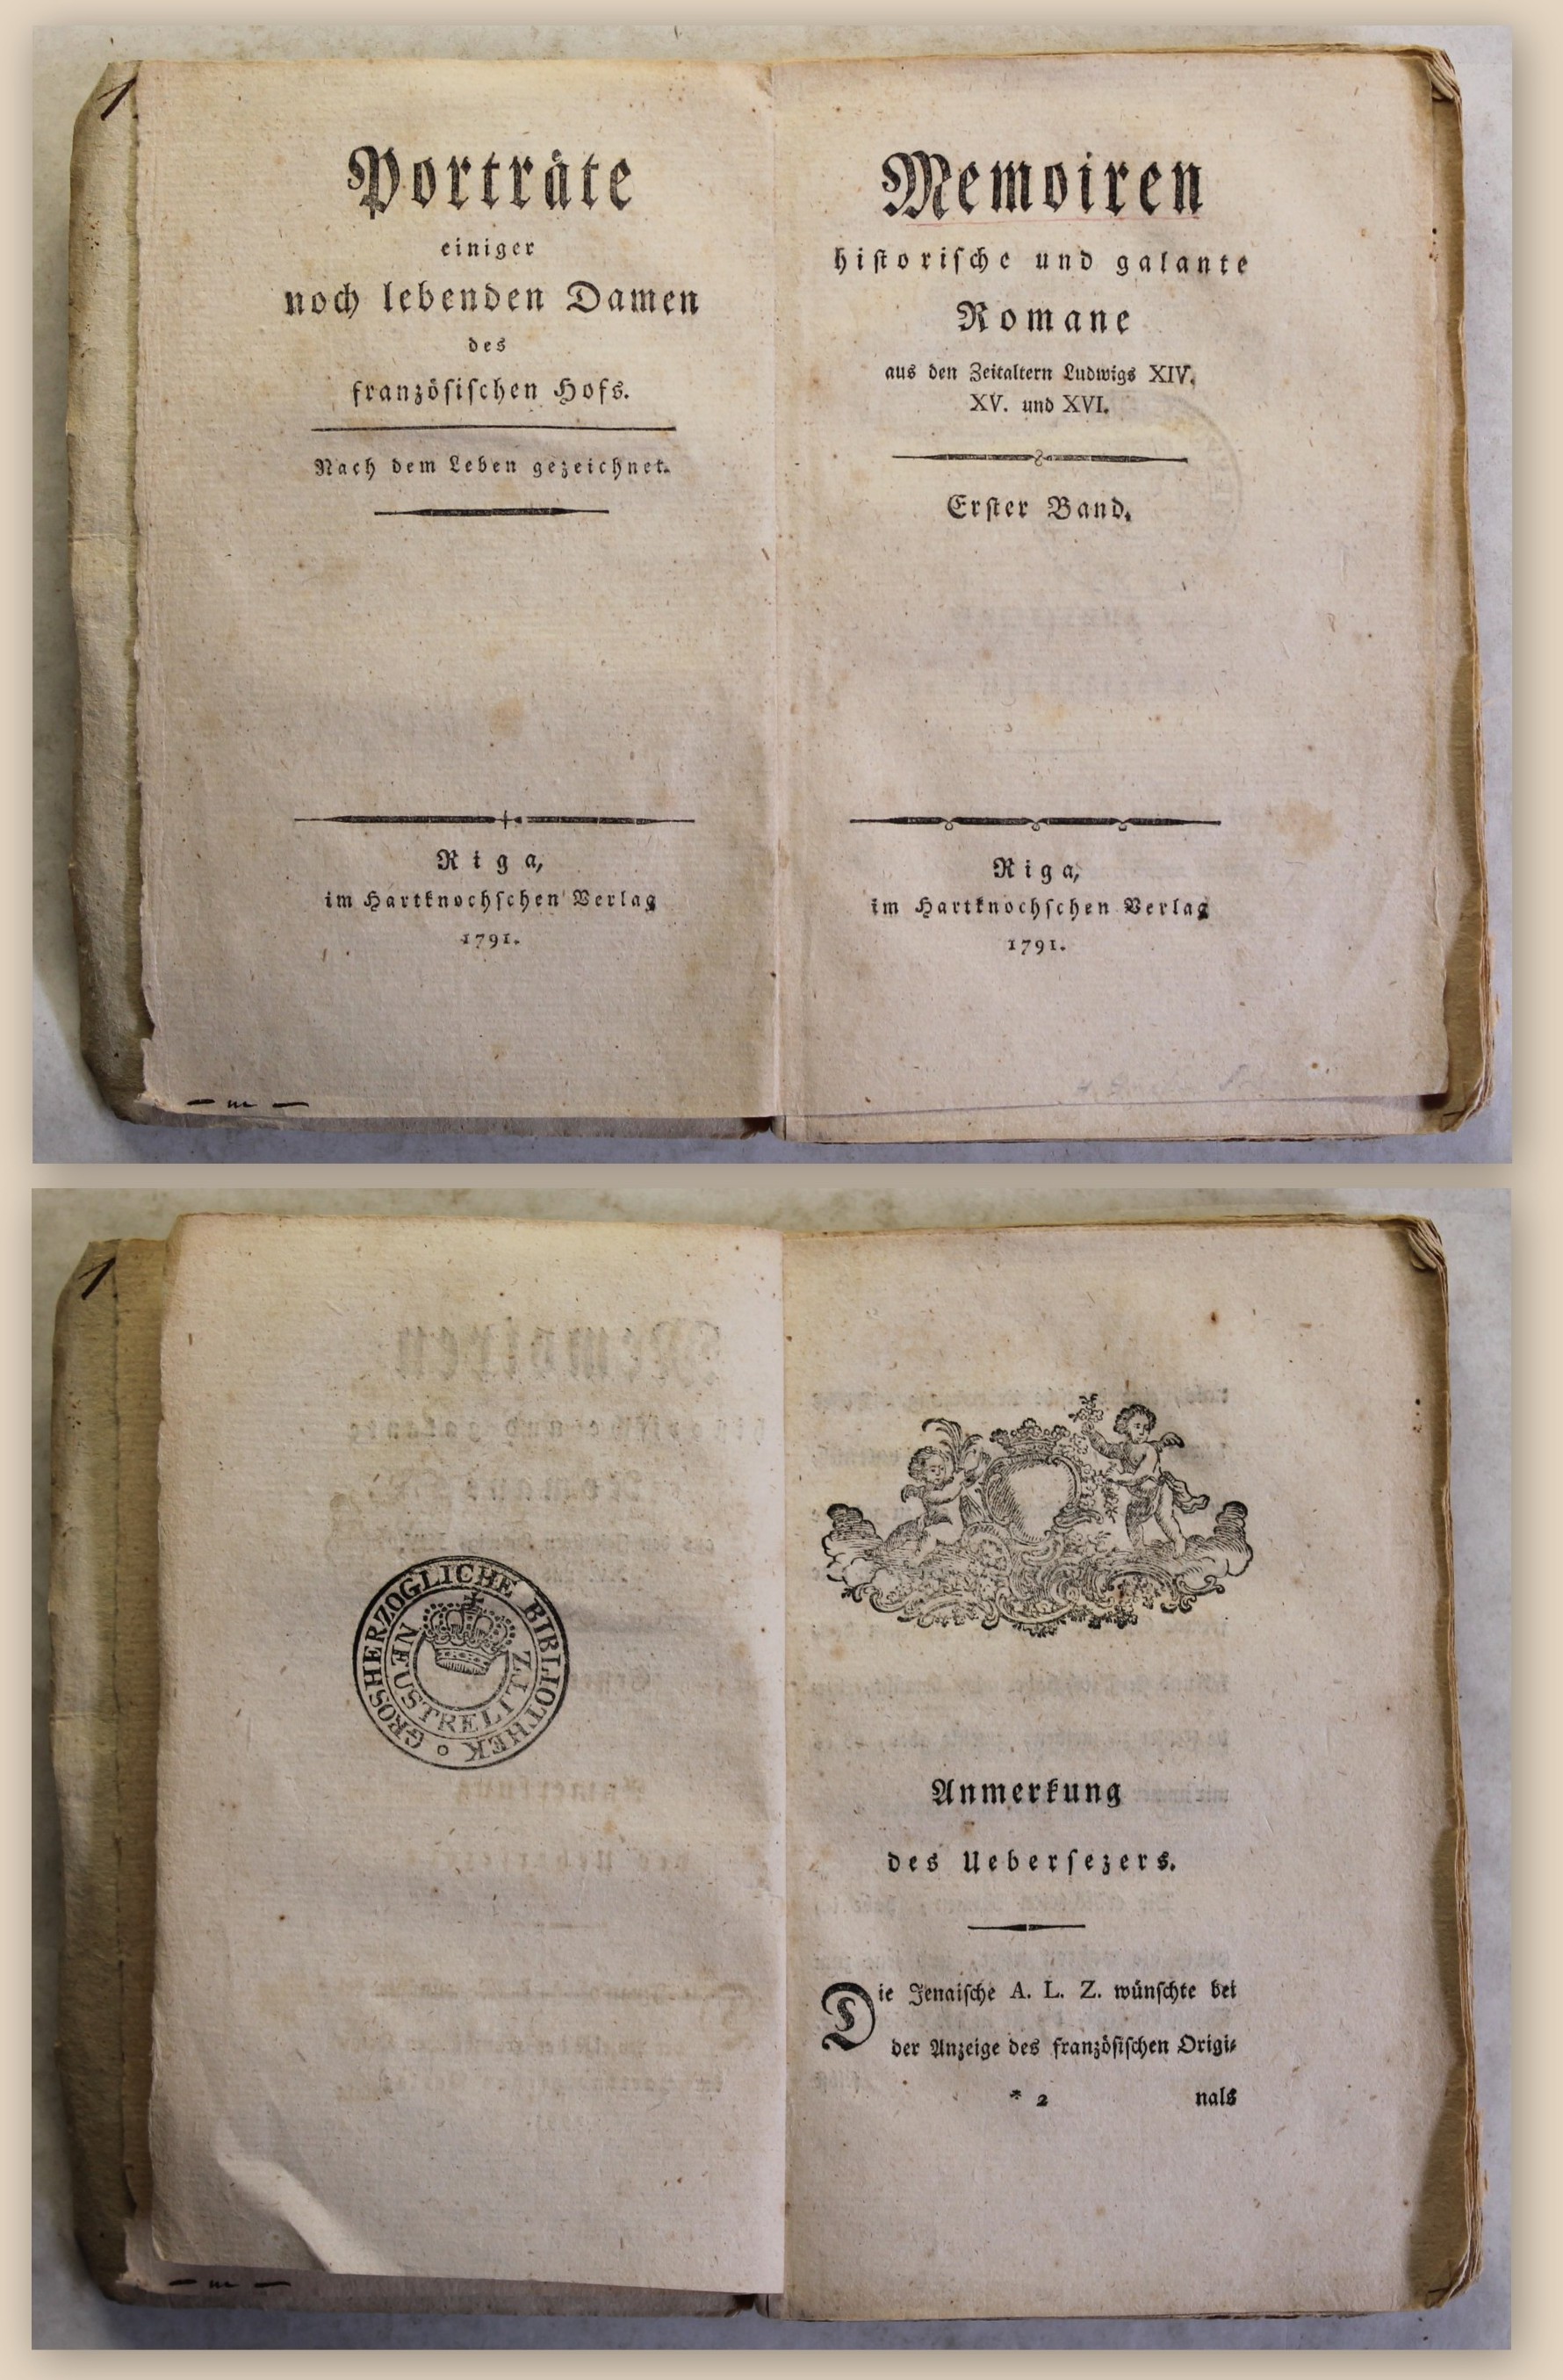 Porträte
einiger
noch lebenden Damen
des
französiſchen Hofs.
Nach dem Leben gezeichnet.
Riga,
im Hartknochſchen Verlag
1791.
Memoiren
hiſtoriſche und galante
Romane
aus den Zeitaltern Ludwigs XIV.
XV. und XVI.
Erſter Band.
Riga,
im Hartknochſchen Verlag
1791.
GROSHERZOGLICHE BIBLIOTHEK
NEUSTRELITZ
Anmerkung
des Ueberſezers.
Die Jenaiſche A. L. Z. wünſchte bei
der Anzeige des französiſchen Origi-
* 2 nals